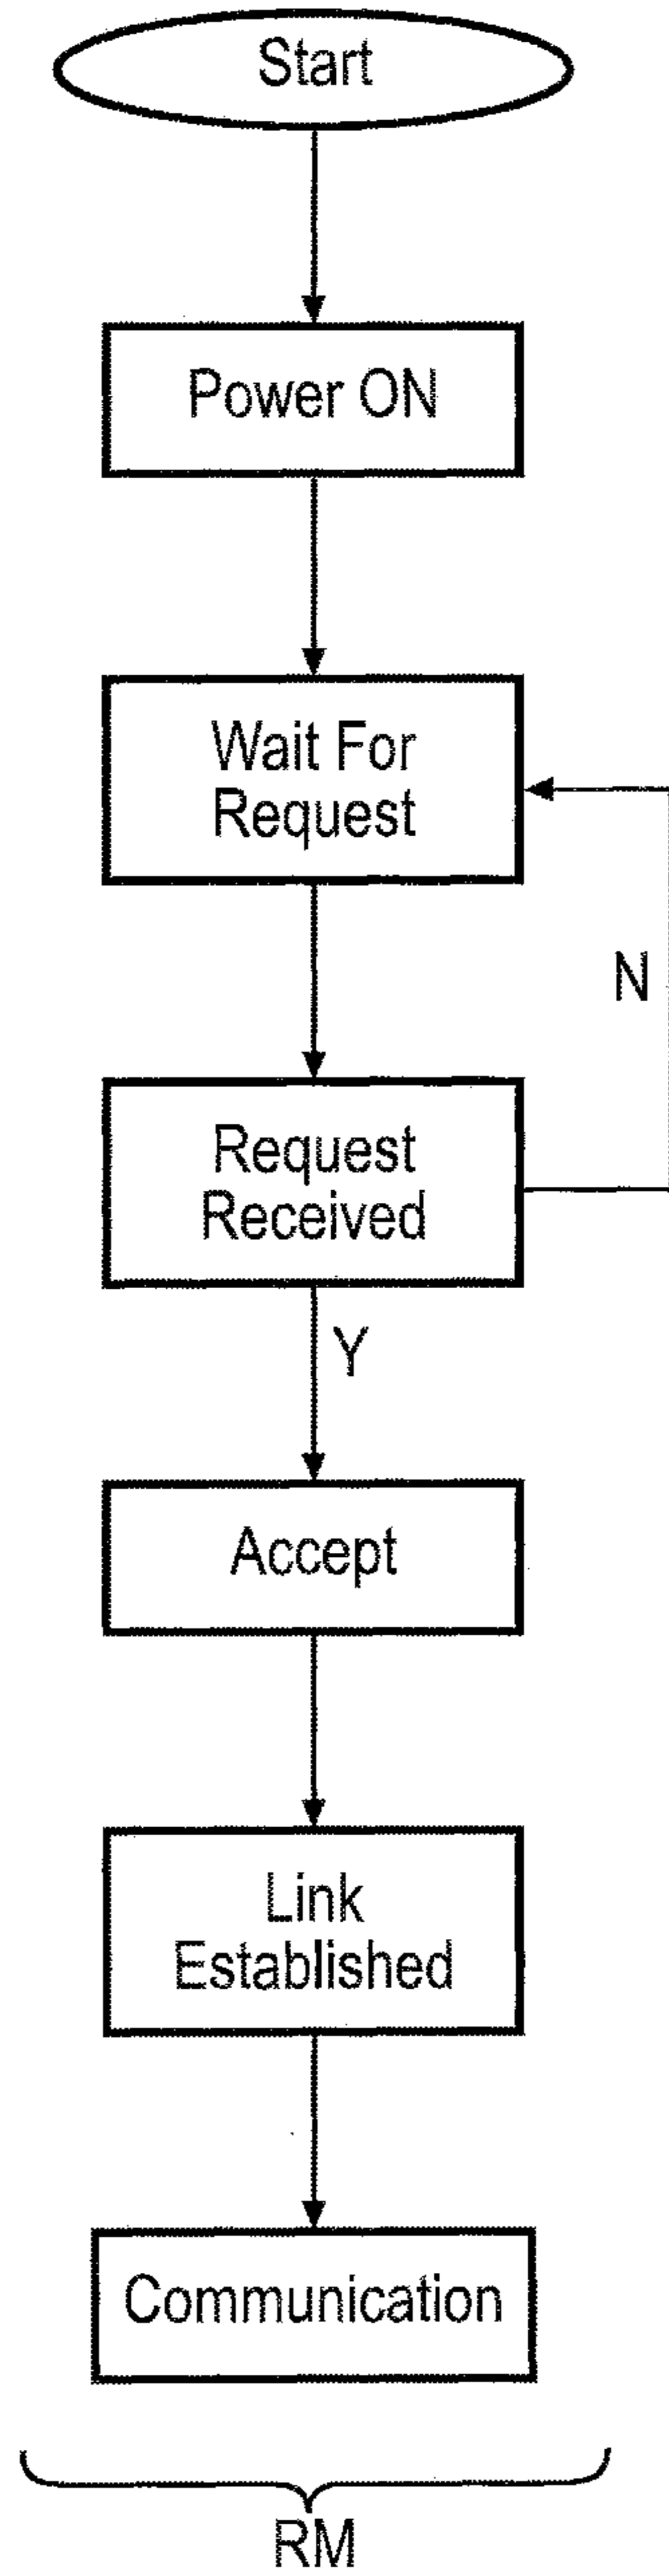 Start
Power ON
Wait For
Request
N
Request
Received
Y
Accept
Link
Established
Communication
RM